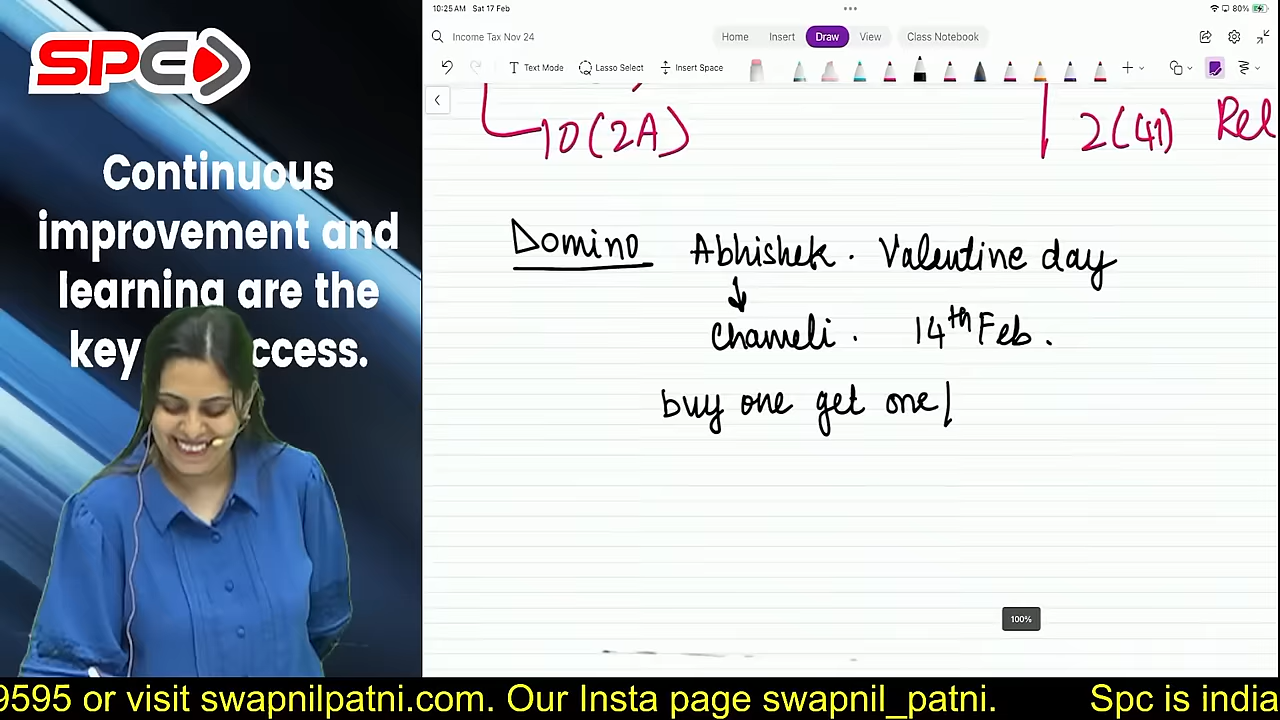 10:25 AM Sat 17 Feb
80%
Income Tax Nov 24
Home Insert Draw View Class Notebook
Text Mode Lasso Select Insert Space
SPC
Continuous
improvement and
learning are the
key
ccess.
10(2A)
2(41) Rel
Domino Abhishek. Valentine day
Chameli. 14th Feb.
buy one get one
100%
9595 or visit swapnilpatni.com. Our Insta page swapnil_patni. Spc is india